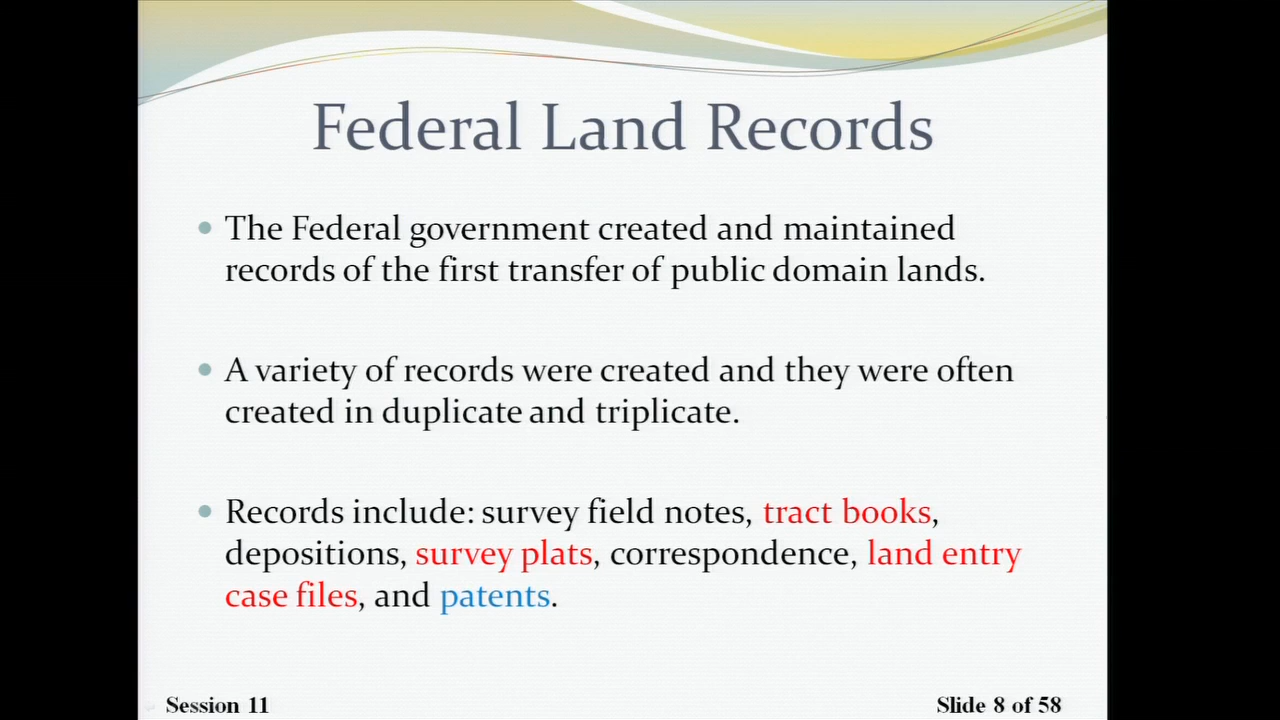 Federal Land Records
The Federal government created and maintained
records of the first transfer of public domain lands.
A variety of records were created and they were often
created in duplicate and triplicate.
Records include: survey field notes, tract books,
depositions, survey plats, correspondence, land entry
case files, and patents.
Session 11
Slide 8 of 58